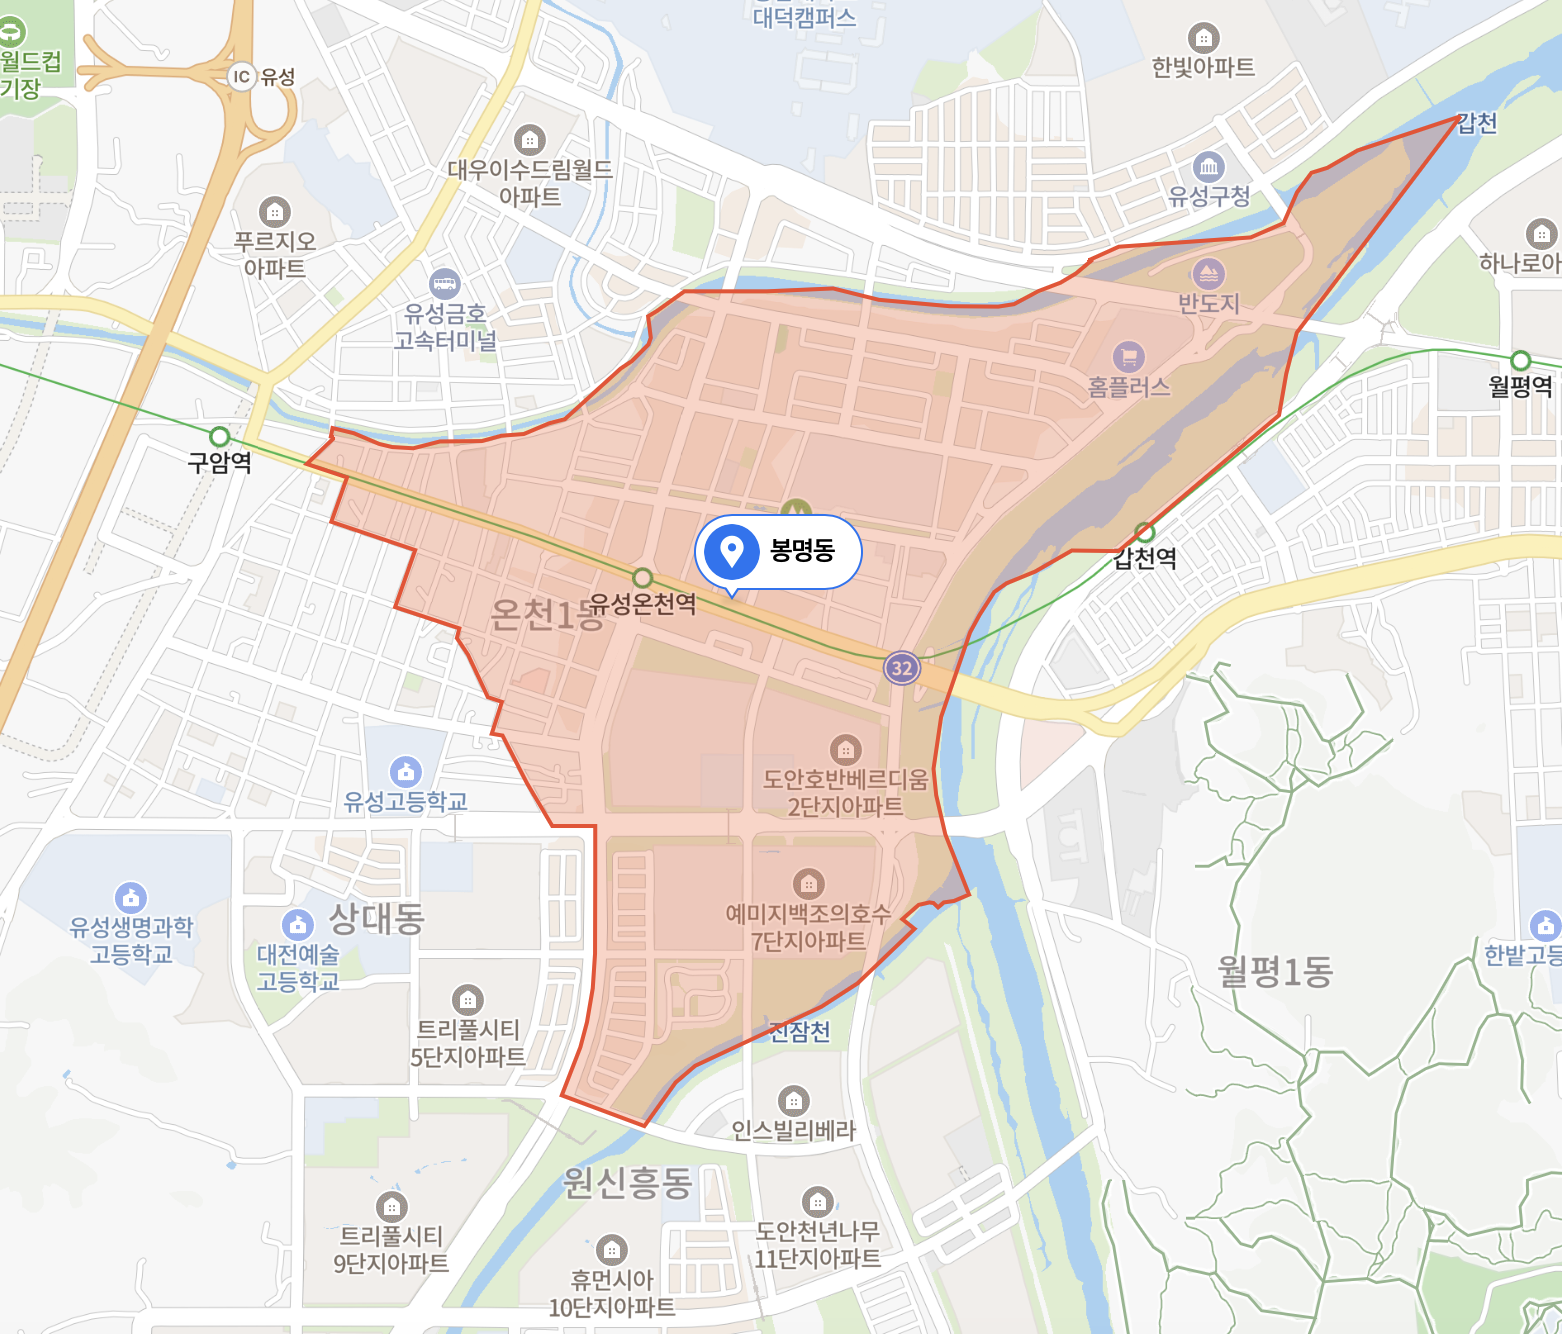 대덕캠퍼스
한빛아파트
월드컵
기장
IC 유성
갑천
대우이수드림월드
아파트
유성구청
푸르지오
아파트
하나로아
반도지
유성금호
고속터미널
홈플러스
월평역
구암역
봉명동
갑천역
온천1동
유성온천역
32
도안호반베르디움
2단지아파트
유성고등학교
예미지백조의호수
7단지아파트
상대동
유성생명과학
고등학교
대전예술
고등학교
한밭고등
월평1동
트리풀시티
5단지아파트
진잠천
인스빌리베라
원신흥동
트리풀시티
9단지아파트
도안천년나무
11단지아파트
휴먼시아
10단지아파트